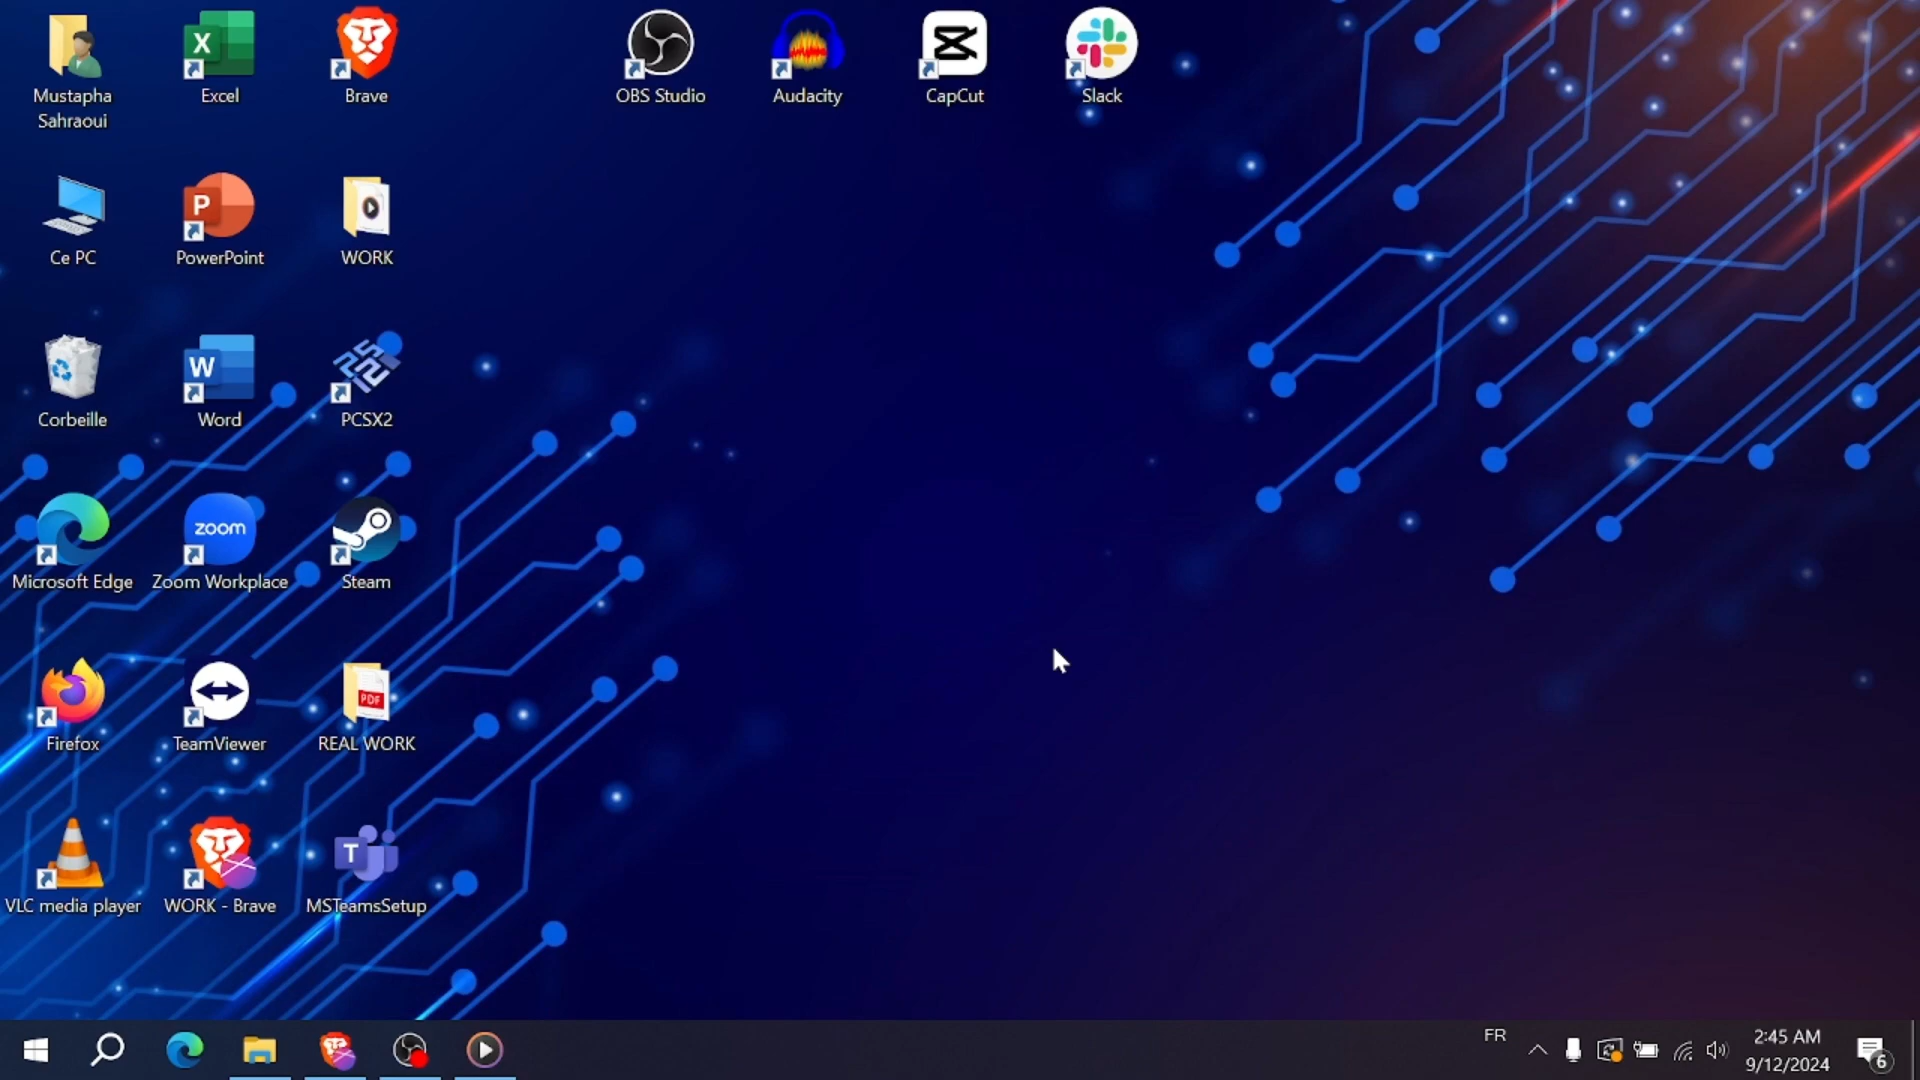 Mustapha
Sahraoui
Excel
Brave
OBS Studio
Audacity
CapCut
Slack
Ce PC
PowerPoint
WORK
Corbeille
Word
PCSX2
Microsoft Edge
zoom
Zoom Workplace
Steam
Firefox
TeamViewer
PDF
REAL WORK
VLC media player
WORK - Brave
MSTeamsSetup
FR
2:45 AM
9/12/2024
6